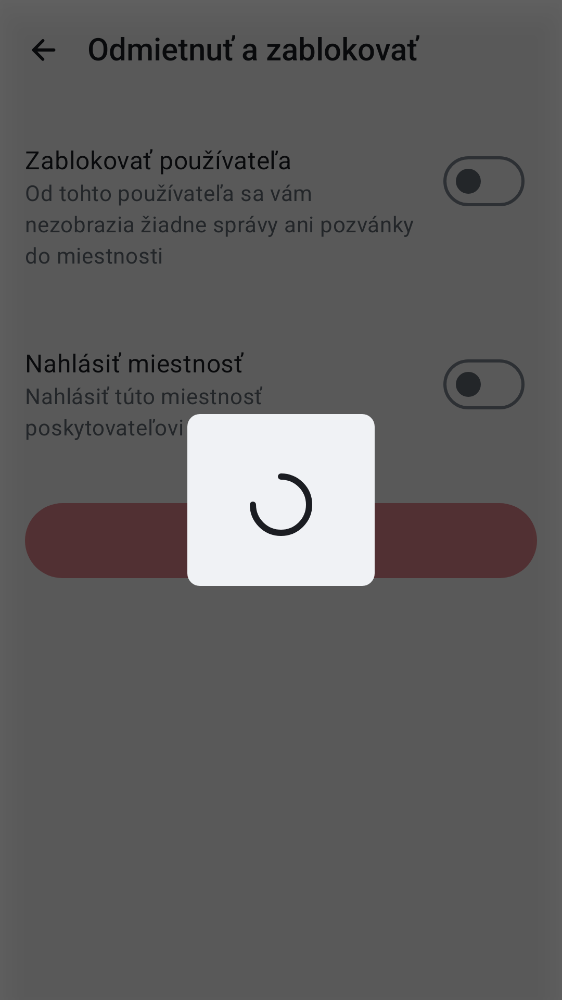 Odmietnuť a zablokovať
Zablokovať používateľa
Od tohto používateľa sa vám
nezobrazia žiadne správy ani pozvánky
do miestnosti
Nahlásiť miestnosť
Nahlásiť túto miestnosť
poskytovateľovi